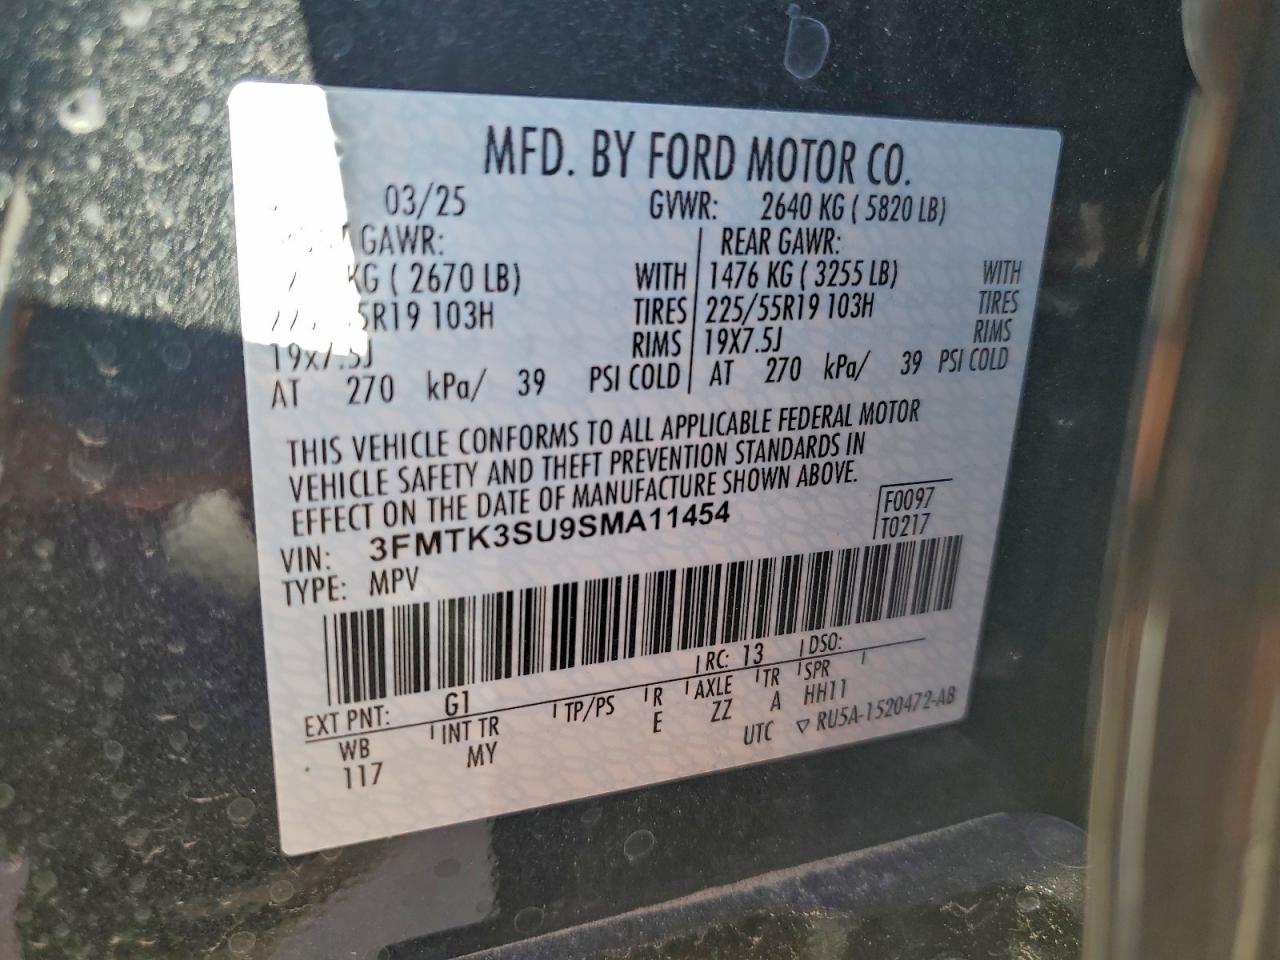 MFD. BY FORD MOTOR CO.
03/25 GVWR: 2640 KG ( 5820 LB)
GAWR: REAR GAWR:
KG ( 2670 LB) WITH 1476 KG ( 3255 LB) WITH
5R19 103H TIRES 225/55R19 103H TIRES
19X7.5J RIMS 19X7.5J RIMS
AT 270 kPa/ 39 PSI COLD AT 270 kPa/ 39 PSI COLD
THIS VEHICLE CONFORMS TO ALL APPLICABLE FEDERAL MOTOR
VEHICLE SAFETY AND THEFT PREVENTION STANDARDS IN
EFFECT ON THE DATE OF MANUFACTURE SHOWN ABOVE.
F0097
VIN: 3FMTK3SU9SMA11454 T0217
TYPE: MPV
EXT PNT: G1 RC: 13 DSO:
WB INT TR TP/PS R AXLE TR SPR
117 MY E ZZ A HH11
UTC ▽ RU5A-1520472-AB